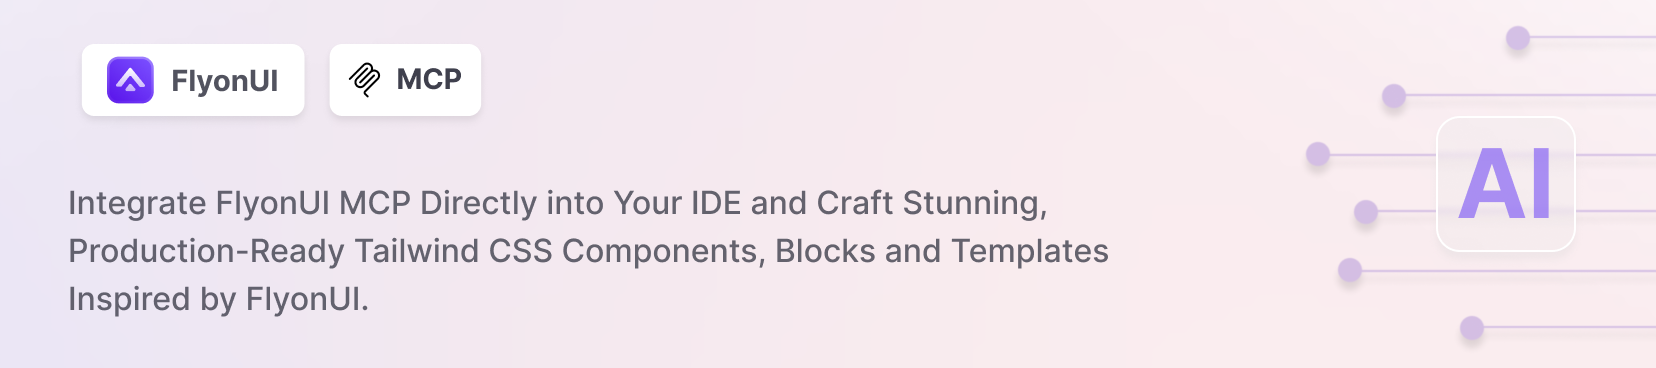 FlyonUI MCP
Integrate FlyonUI MCP Directly into Your IDE and Craft Stunning,
Production-Ready Tailwind CSS Components, Blocks and Templates
Inspired by FlyonUI.
AI